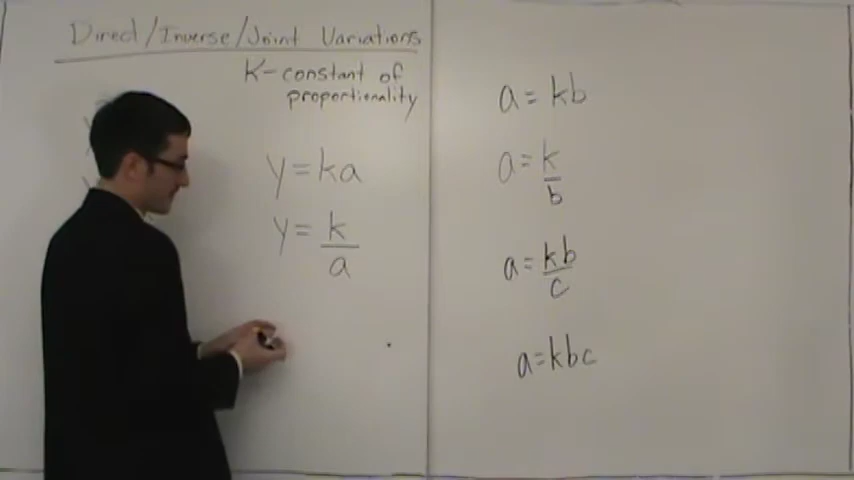 Direct/Inverse/Joint Variations
K-constant of
proportionality
y=ka
y=k/a
a=kb
a=k/b
a=kb/c
a=kbc